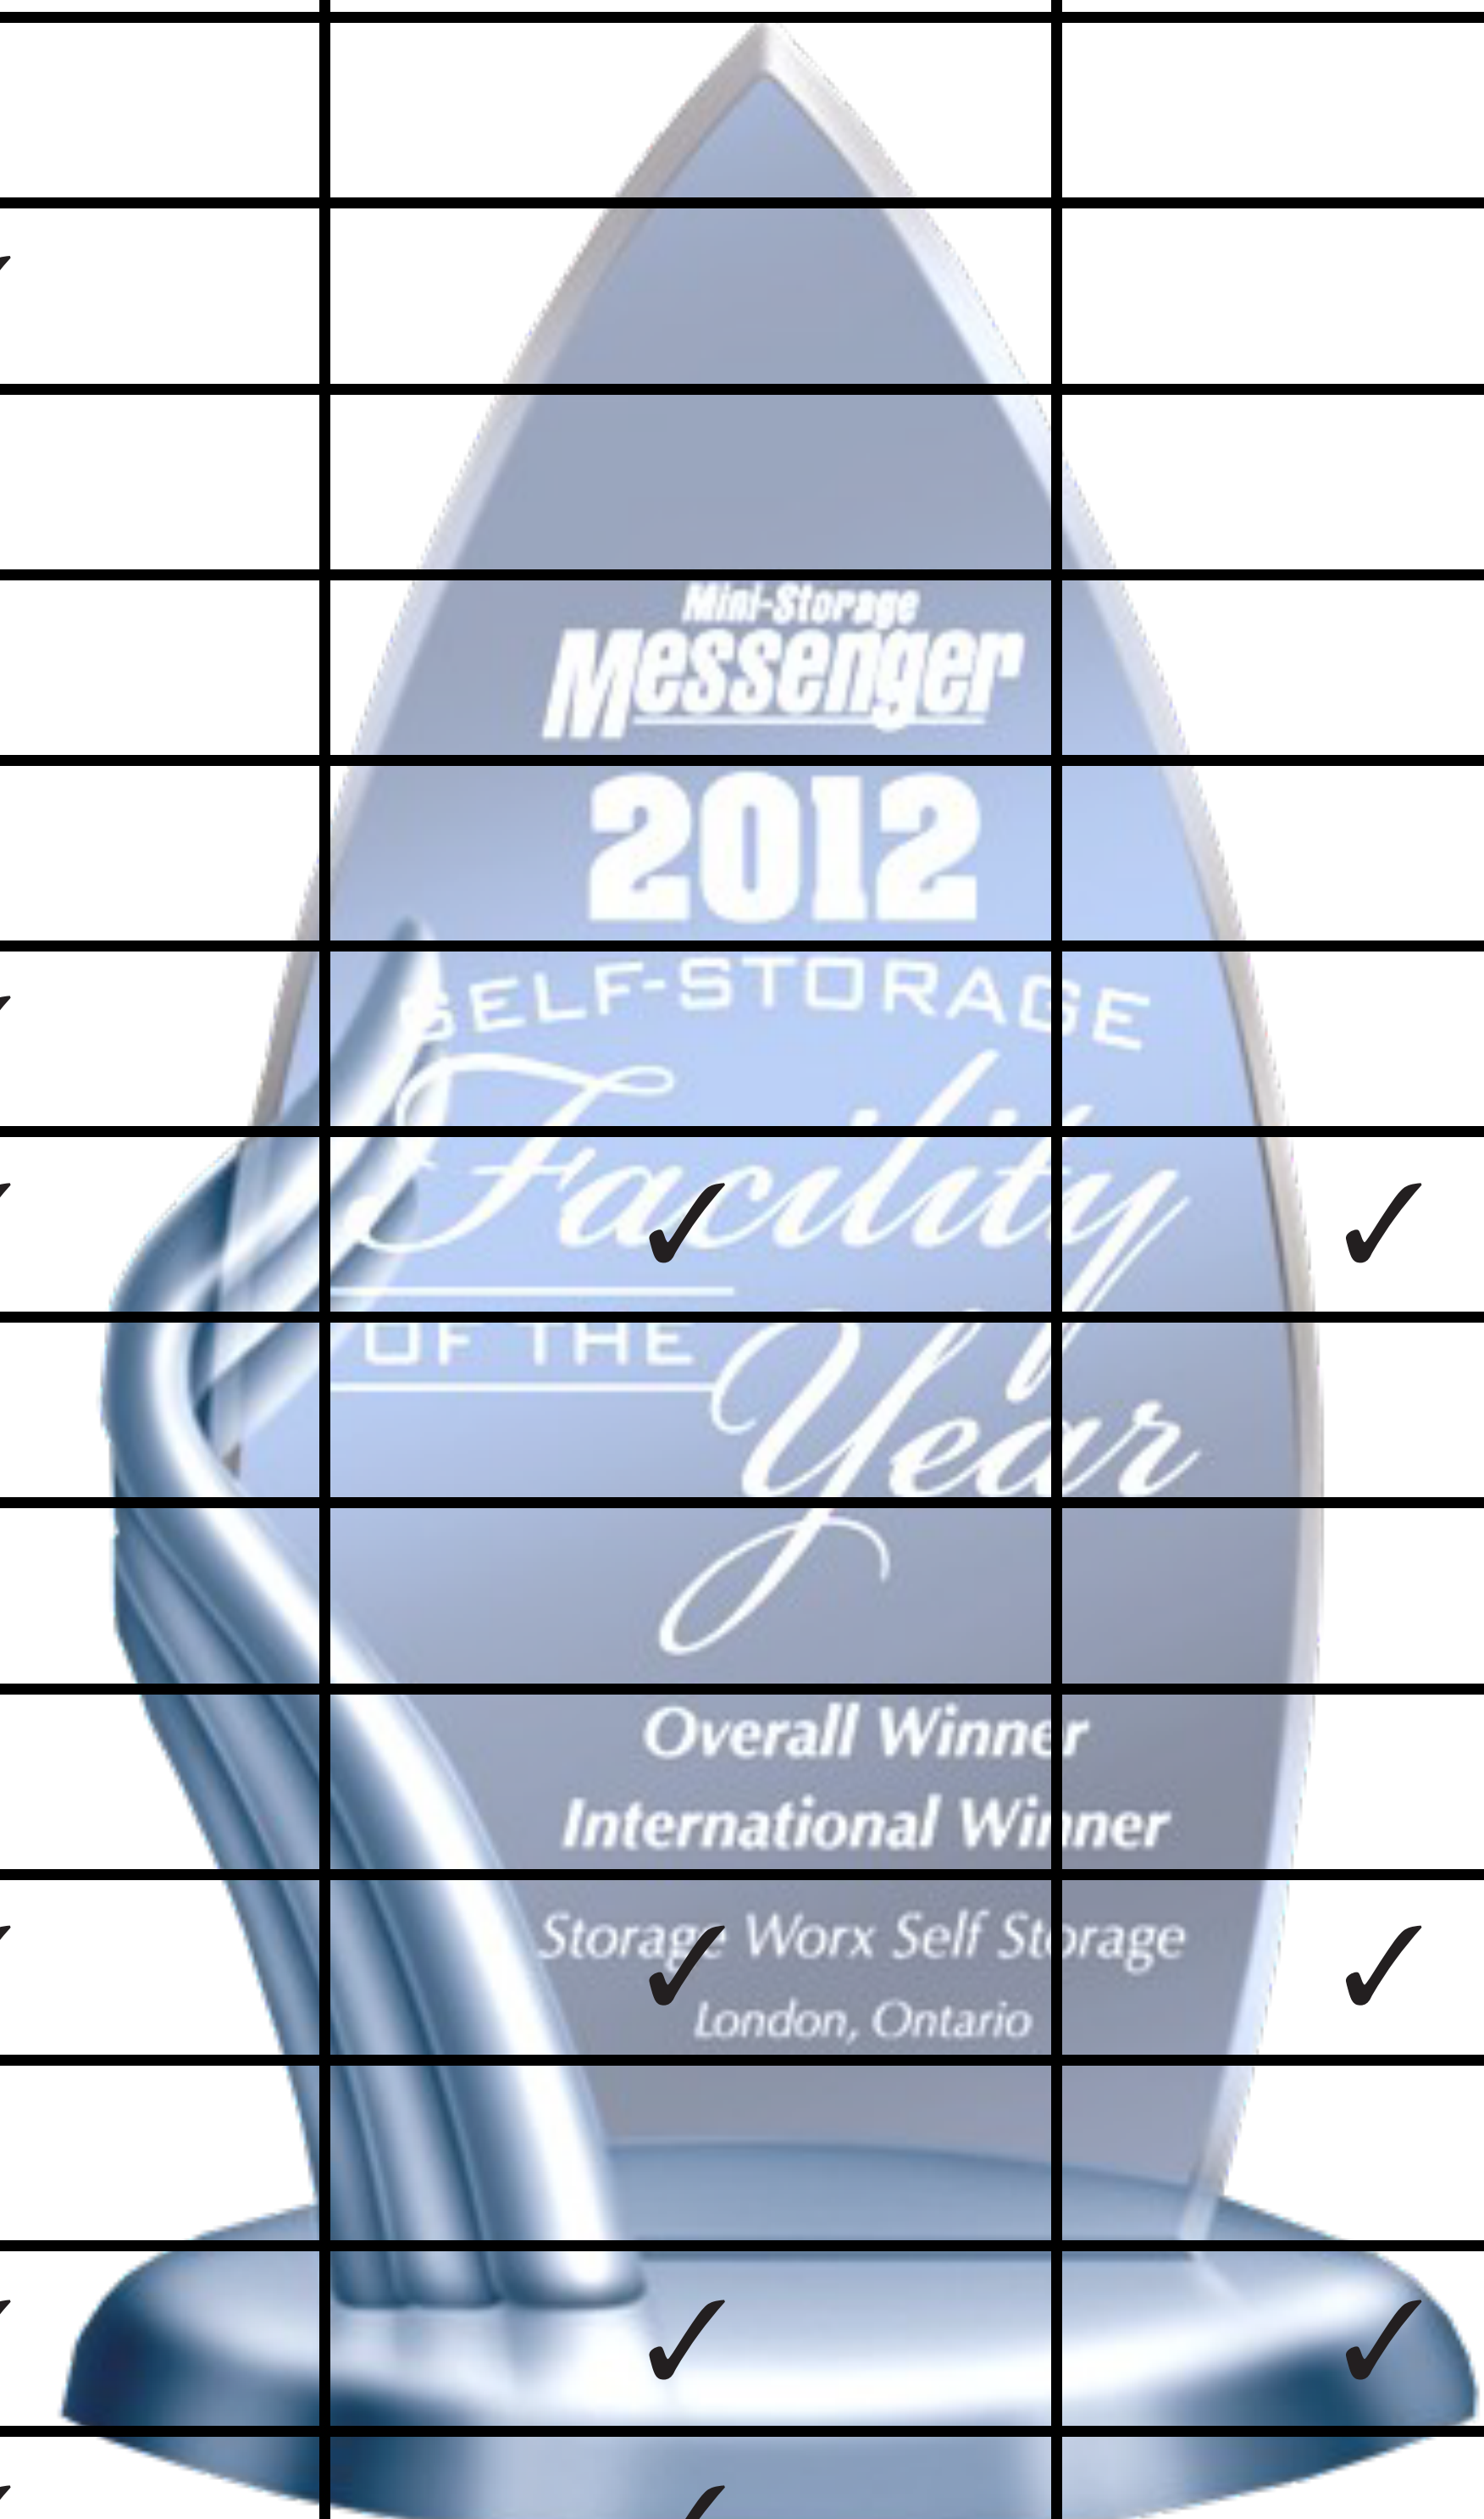 Mini-Storage
Messenger
2012
SELF-STORAGE
Facility
OF THE
Year
Overall Winner
International Winner
Storage Worx Self Storage
London, Ontario